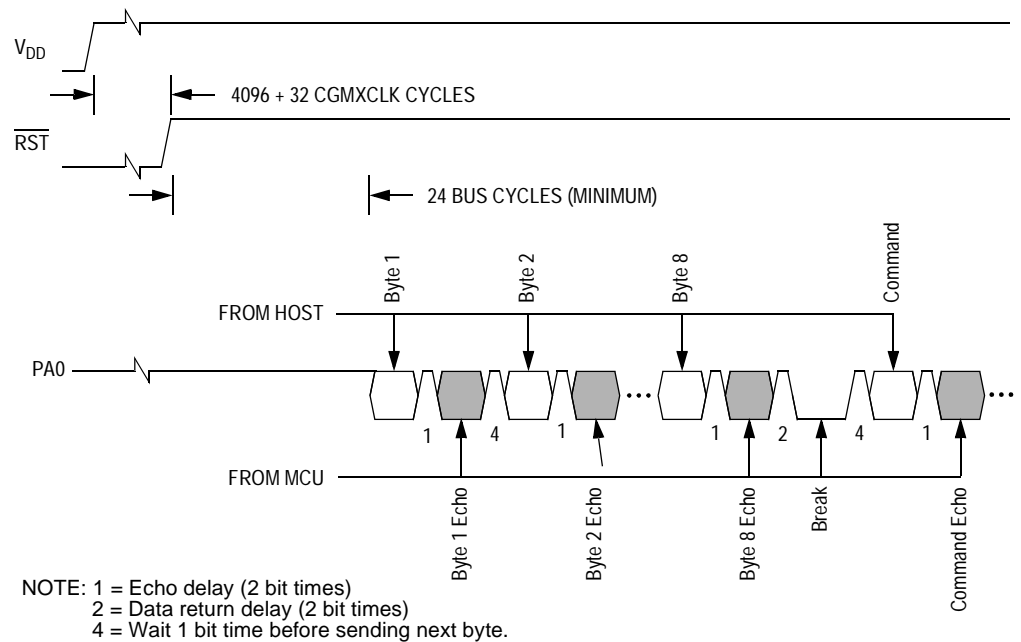 VDD
4096 + 32 CGMXCLK CYCLES
RST
24 BUS CYCLES (MINIMUM)
Byte 1
Byte 2
Byte 8
Command
FROM HOST
PA0
1
4
1
1
2
4
1
FROM MCU
Byte 1 Echo
Byte 2 Echo
Byte 8 Echo
Break
Command Echo
NOTE: 1 = Echo delay (2 bit times)
2 = Data return delay (2 bit times)
4 = Wait 1 bit time before sending next byte.